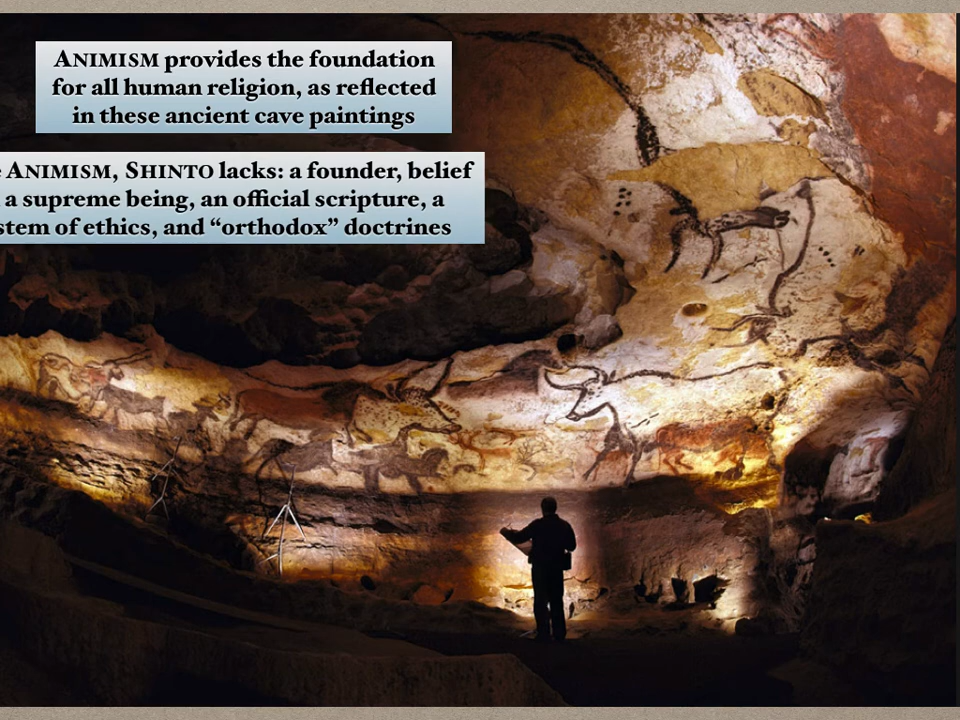 ANIMISM provides the foundation
for all human religion, as reflected
in these ancient cave paintings
ANIMISM, SHINTO lacks: a founder, belief
a supreme being, an official scripture, a
stem of ethics, and “orthodox” doctrines